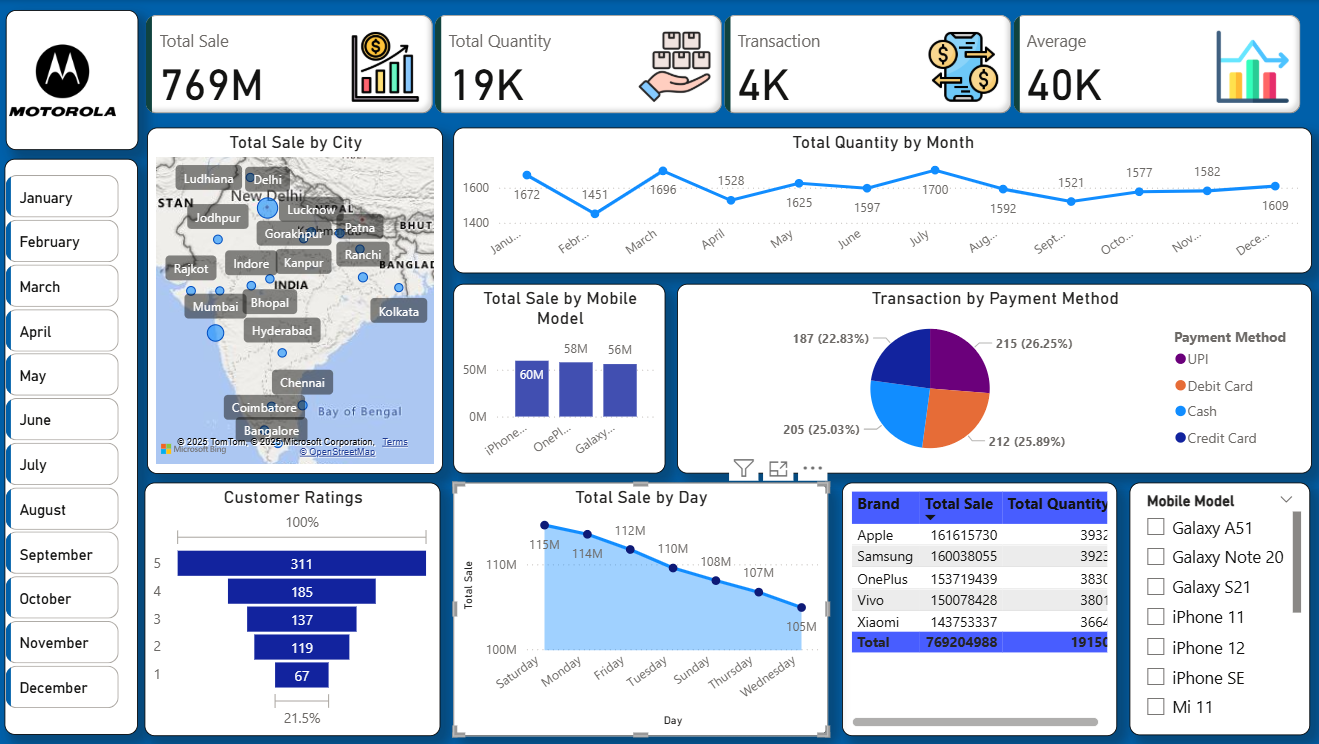 MOTOROLA
Total Sale
769M
Total Quantity
19K
Transaction
4K
Average
40K
January
February
March
April
May
June
July
August
September
October
November
December
Total Sale by City
Ludhiana
Delhi
New Delhi
STAN
Jodhpur
Lucknow
PAL
BHUT
Gorakhpur
Patna
Rajkot
Indore
Kanpur
Ranchi
BANGLAD
INDIA
Mumbai
Bhopal
Kolkata
Hyderabad
Chennai
Coimbatore
Bay of Bengal
Bangalore
© 2025 TomTom, © 2025 Microsoft Corporation, Terms
Microsoft Bing
© OpenStreetMap
Total Quantity by Month
1600
1400
1672
1451
1696
1528
1625
1597
1700
1592
1521
1577
1582
1609
Janu...
Febr...
March
April
May
June
July
Aug...
Sept...
Octo...
Nov...
Dece...
Total Sale by Mobile
Model
50M
0M
60M
58M
56M
iPhone...
OnePl...
Galaxy...
Transaction by Payment Method
187 (22.83%)
215 (26.25%)
205 (25.03%)
212 (25.89%)
Payment Method
UPI
Debit Card
Cash
Credit Card
Customer Ratings
100%
5
311
4
185
3
137
2
119
1
67
21.5%
Total Sale by Day
Total Sale
110M
100M
115M
114M
112M
110M
108M
107M
105M
Saturday
Monday
Friday
Tuesday
Sunday
Thursday
Wednesday
Day
Brand Total Sale Total Quantity
Apple 161615730 3932
Samsung 160038055 3923
OnePlus 153719439 3830
Vivo 150078428 3801
Xiaomi 143753337 3664
Total 769204988 19150
Mobile Model
Galaxy A51
Galaxy Note 20
Galaxy S21
iPhone 11
iPhone 12
iPhone SE
Mi 11